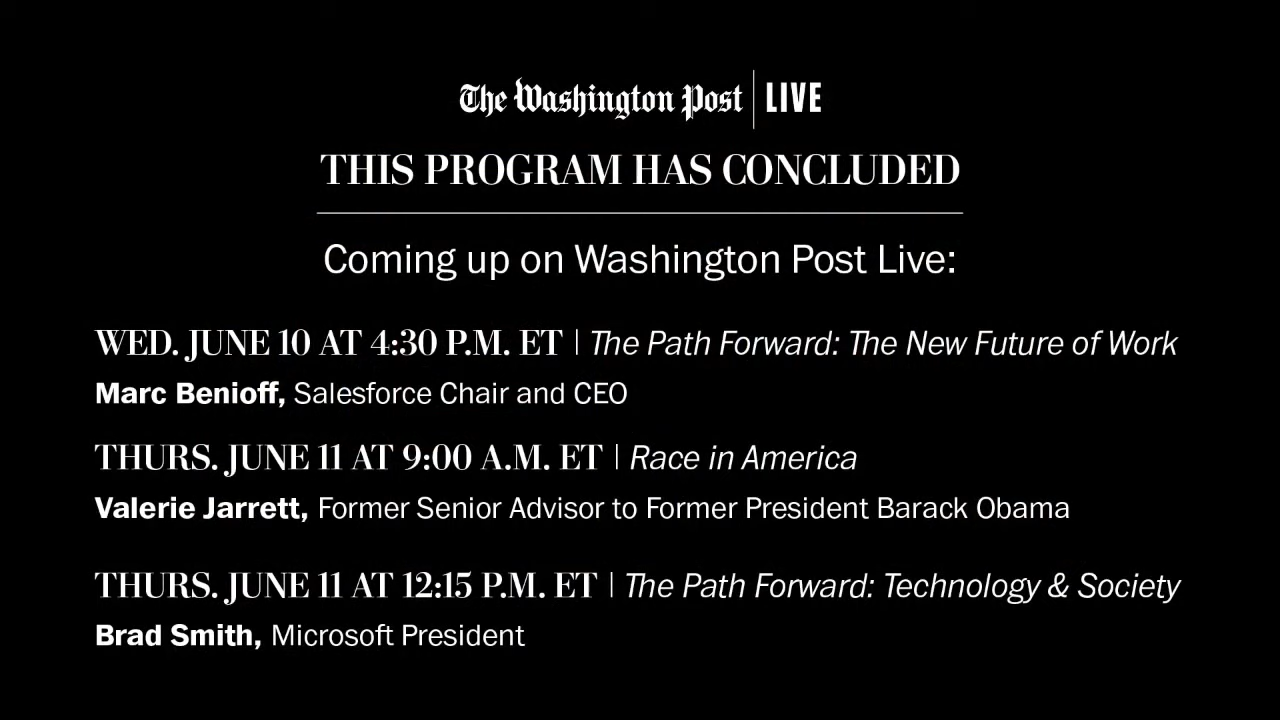 The Washington Post | LIVE
THIS PROGRAM HAS CONCLUDED
Coming up on Washington Post Live:
WED. JUNE 10 AT 4:30 P.M. ET | The Path Forward: The New Future of Work
Marc Benioff, Salesforce Chair and CEO
THURS. JUNE 11 AT 9:00 A.M. ET | Race in America
Valerie Jarrett, Former Senior Advisor to Former President Barack Obama
THURS. JUNE 11 AT 12:15 P.M. ET | The Path Forward: Technology & Society
Brad Smith, Microsoft President